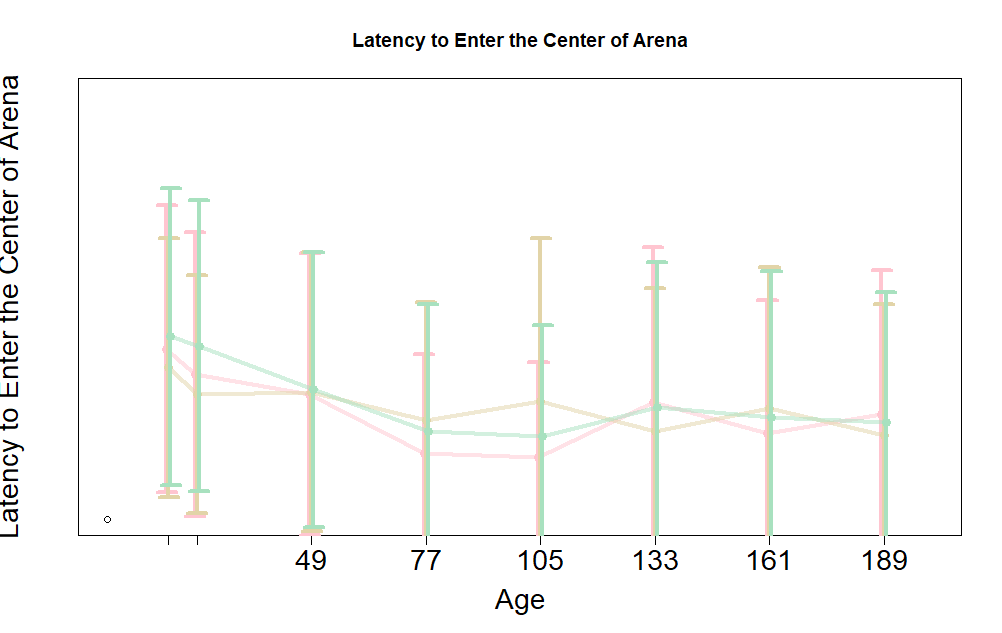 Latency to Enter the Center of Arena
Latency to Enter the Center of Arena
49 77 105 133 161 189
Age